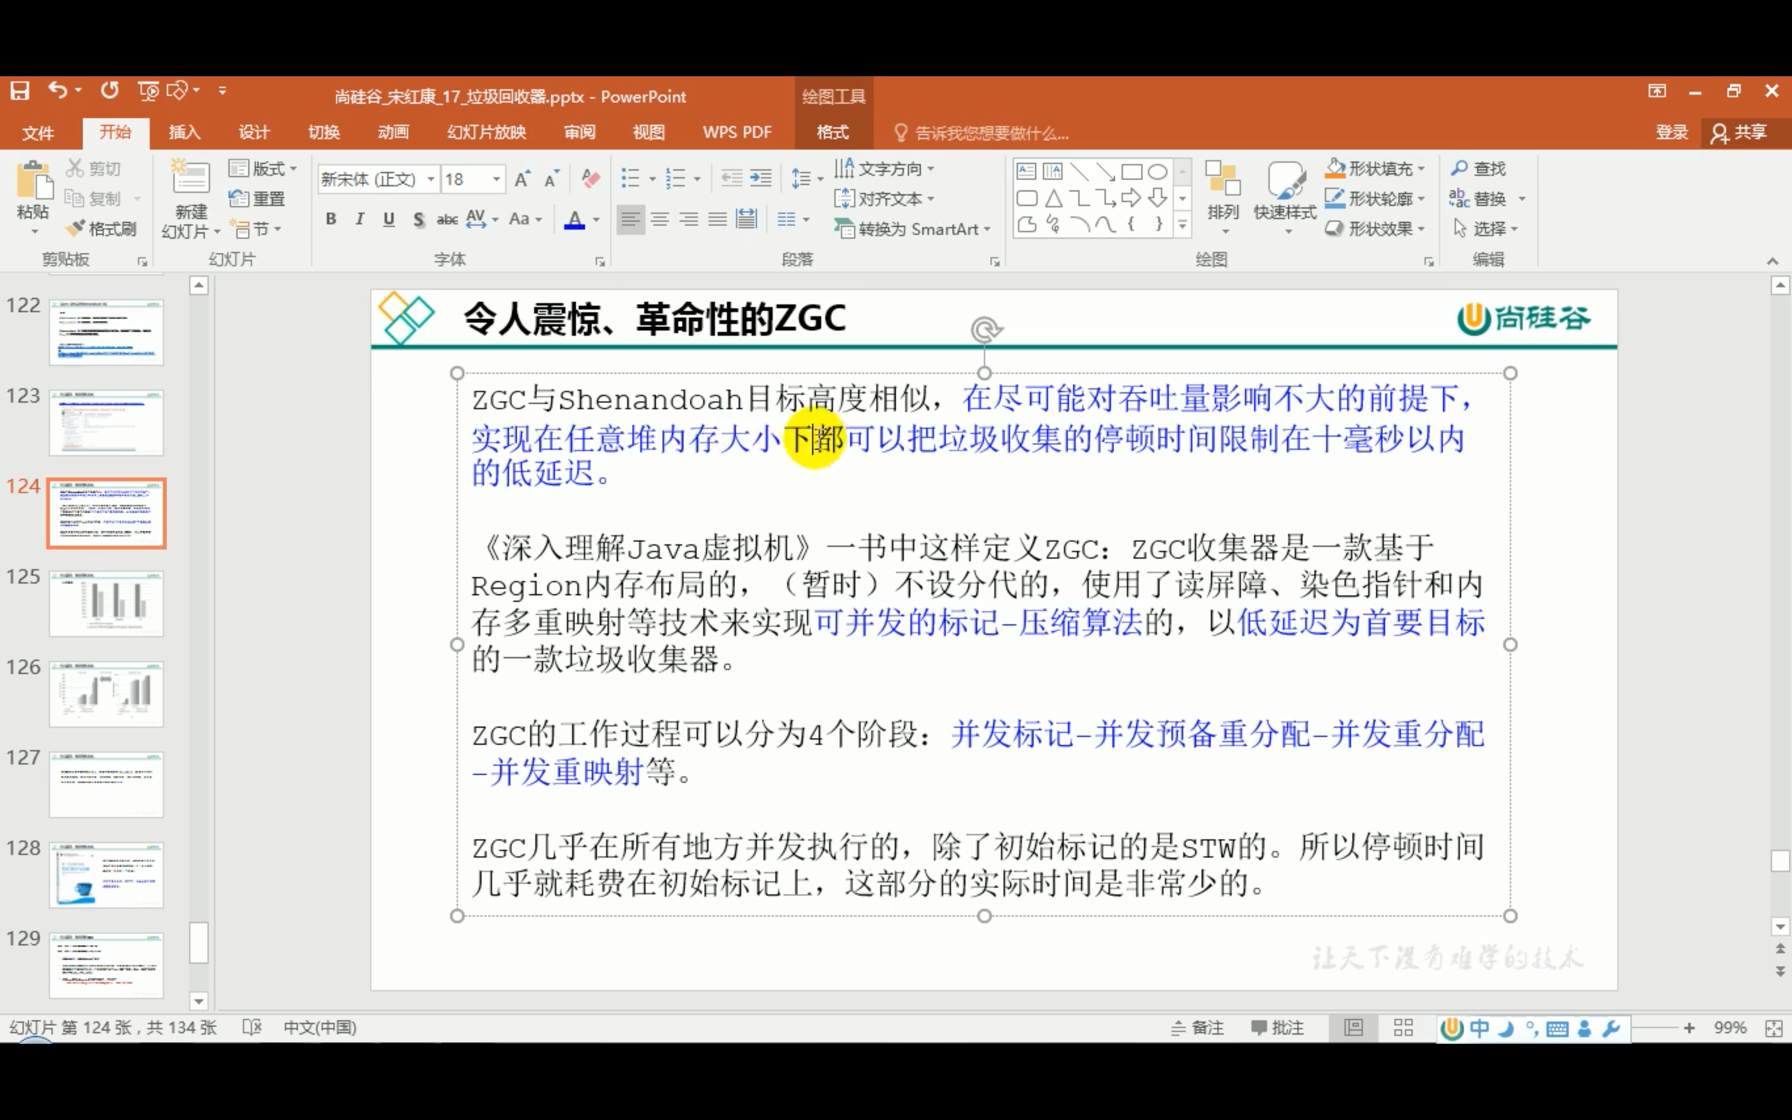 尚硅谷_宋红康_17_垃圾回收器.pptx - PowerPoint
绘图工具
文件
开始
插入
设计
切换
动画
幻灯片放映
审阅
视图
WPS PDF
格式
告诉我您想要做什么...
登录
共享
粘贴
剪切
复制
格式刷
剪贴板
新建
幻灯片
版式
重置
节
幻灯片
新宋体 (正文)
18
B I U S abc AV Aa A
字体
文字方向
对齐文本
转换为 SmartArt
段落
排列
快速样式
形状填充
形状轮廓
形状效果
绘图
查找
替换
选择
编辑
122
123
124
125
126
127
128
129
令人震惊、革命性的ZGC
尚硅谷
ZGC与Shenandoah目标高度相似，在尽可能对吞吐量影响不大的前提下，
实现在任意堆内存大小下都可以把垃圾收集的停顿时间限制在十毫秒以内
的低延迟。
《深入理解Java虚拟机》一书中这样定义ZGC：ZGC收集器是一款基于
Region内存布局的，（暂时）不设分代的，使用了读屏障、染色指针和内
存多重映射等技术来实现可并发的标记-压缩算法的，以低延迟为首要目标
的一款垃圾收集器。
ZGC的工作过程可以分为4个阶段：并发标记-并发预备重分配-并发重分配
-并发重映射等。
ZGC几乎在所有地方并发执行的，除了初始标记的是STW的。所以停顿时间
几乎就耗费在初始标记上，这部分的实际时间是非常少的。
让天下没有难学的技术
幻灯片 第 124 张，共 134 张
中文(中国)
备注
批注
中
99%